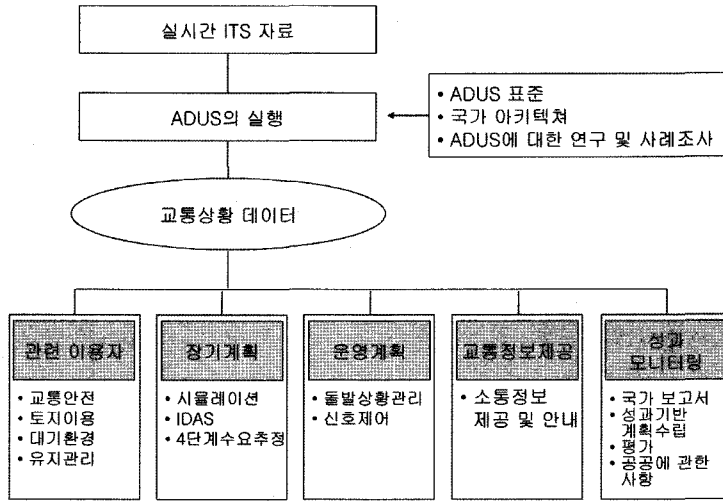 실시간 ITS 자료
ADUS의 실행
• ADUS 표준
• 국가 아키텍쳐
• ADUS에 대한 연구 및 사례조사
교통상황 데이터
관련 이용자
• 교통안전
• 토지이용
• 대기환경
• 유지관리
장기계획
• 시뮬레이션
• IDAS
• 4단계수요추정
운영계획
• 돌발상황관리
• 신호제어
교통정보제공
• 소통정보
제공 및 안내
성과
모니터링
• 국가 보고서
• 성과기반
계획수립
• 평가
• 공공에 관한
사항